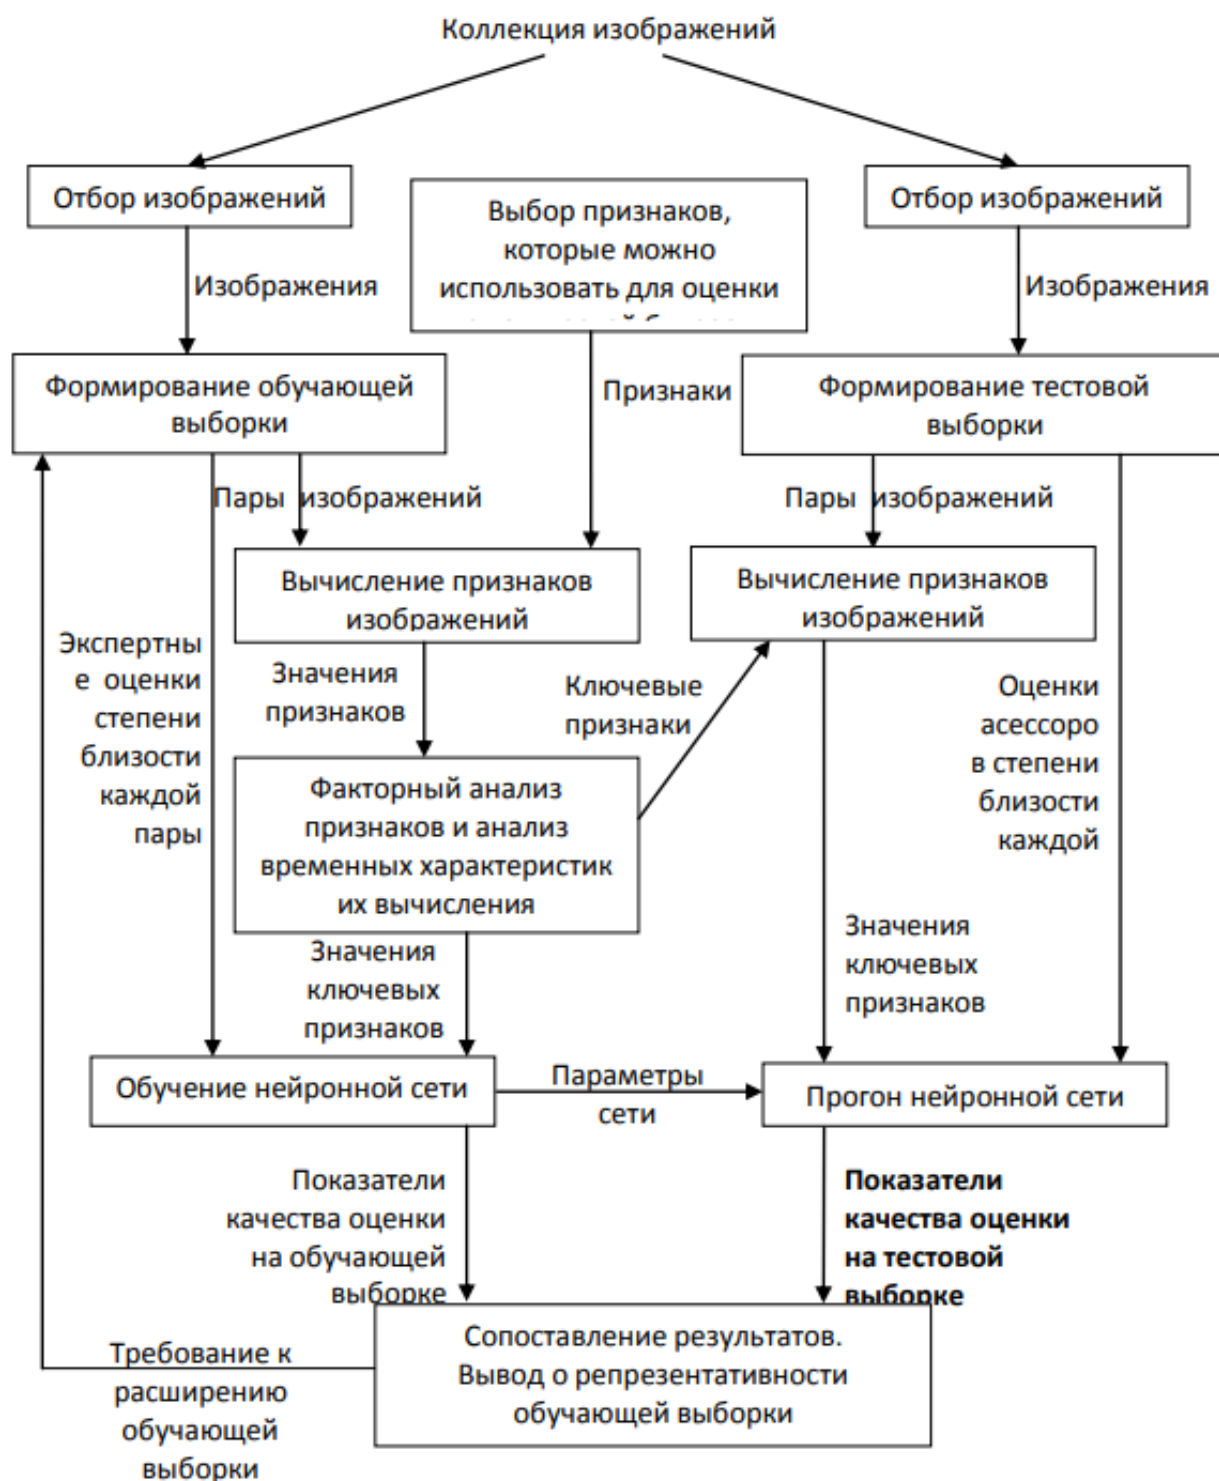 Коллекция изображений
Отбор изображений
Выбор признаков,
которые можно
использовать для оценки
Отбор изображений
Изображения
Изображения
Формирование обучающей
выборки
Признаки
Формирование тестовой
выборки
Пары изображений
Пары изображений
Вычисление признаков
изображений
Вычисление признаков
изображений
Экспертны
е оценки
степени
близости
каждой
пары
Значения
признаков
Ключевые
признаки
Оценки
асессоро
в степени
близости
каждой
Факторный анализ
признаков и анализ
временных характеристик
их вычисления
Значения
ключевых
признаков
Значения
ключевых
признаков
Обучение нейронной сети
Параметры
сети
Прогон нейронной сети
Показатели
качества оценки
на обучающей
выборке
Показатели
качества оценки
на тестовой
выборке
Сопоставление результатов.
Вывод о репрезентативности
обучающей выборки
Требование к
расширению
обучающей
выборки